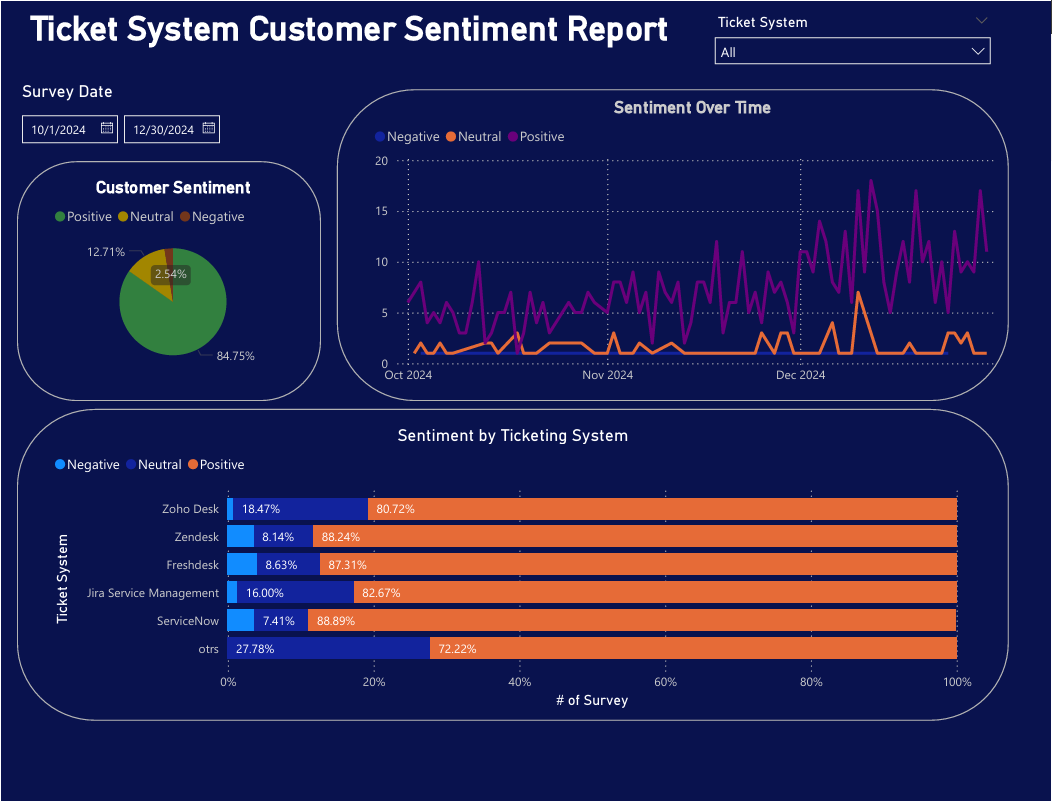 Ticket System Customer Sentiment Report
Ticket System
All
Survey Date
10/1/2024 12/30/2024
Customer Sentiment
Positive Neutral Negative
12.71%
2.54%
84.75%
Sentiment Over Time
Negative Neutral Positive
20
15
10
5
0
Oct 2024 Nov 2024 Dec 2024
Sentiment by Ticketing System
Negative Neutral Positive
Ticket System
Zoho Desk 18.47% 80.72%
Zendesk 8.14% 88.24%
Freshdesk 8.63% 87.31%
Jira Service Management 16.00% 82.67%
ServiceNow 7.41% 88.89%
otrs 27.78% 72.22%
0% 20% 40% 60% 80% 100%
# of Survey